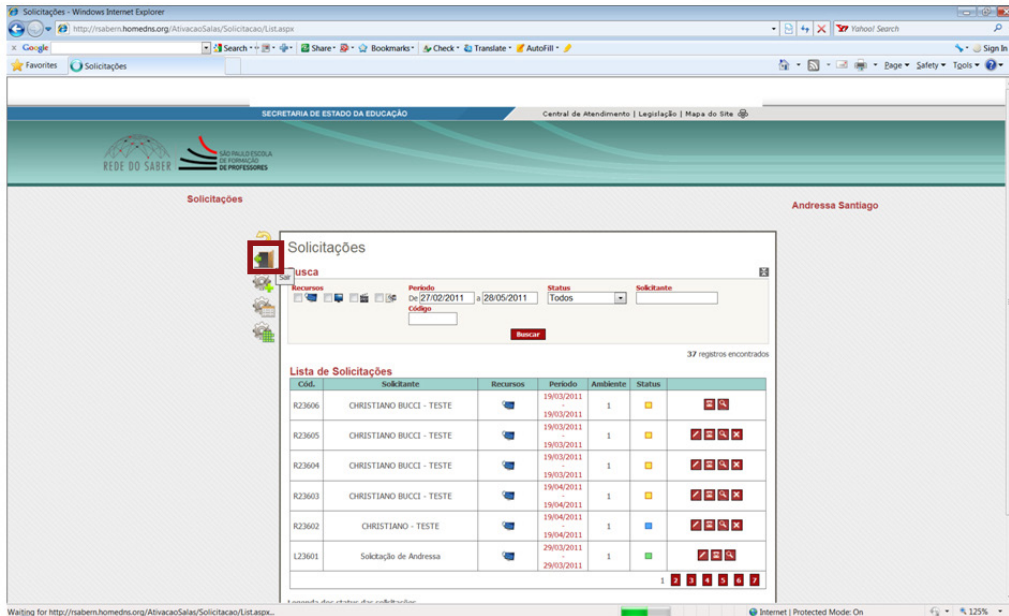 Solicitações - Windows Internet Explorer
http://rsabern.homedns.org/AtivacaoSalas/Solicitacao/List.aspx
Yahoo! Search
x Google
Search Share Bookmarks Check Translate AutoFill
Sign In
Favorites Solicitações
Page Safety Tools
SECRETARIA DE ESTADO DA EDUCAÇÃO
Central de Atendimento | Legislação | Mapa do Site
REDE DO SABER
SÃO PAULO ESCOLA
DE FORMAÇÃO
DE PROFESSORES
Solicitações
Andressa Santiago
Solicitações
Sair
Busca
Recursos Período Status Solicitante
De 27/02/2011 a 28/05/2011 Todos
Código
Buscar
37 registros encontrados
Lista de Solicitações
Cód. Solicitante Recursos Período Ambiente Status
R23606 CHRISTIANO BUCCI - TESTE 19/03/2011 - 19/03/2011 1
R23605 CHRISTIANO BUCCI - TESTE 19/03/2011 - 19/03/2011 1
R23604 CHRISTIANO BUCCI - TESTE 19/03/2011 - 19/03/2011 1
R23603 CHRISTIANO BUCCI - TESTE 19/04/2011 - 19/04/2011 1
R23602 CHRISTIANO - TESTE 19/04/2011 - 19/04/2011 1
L23601 Solicitação de Andressa 29/03/2011 - 29/03/2011 1
1 2 3 4 5 6 7
Legenda dos status das solicitações
Waiting for http://rsabern.homedns.org/AtivacaoSalas/Solicitacao/List.aspx...
Internet | Protected Mode: On
125%